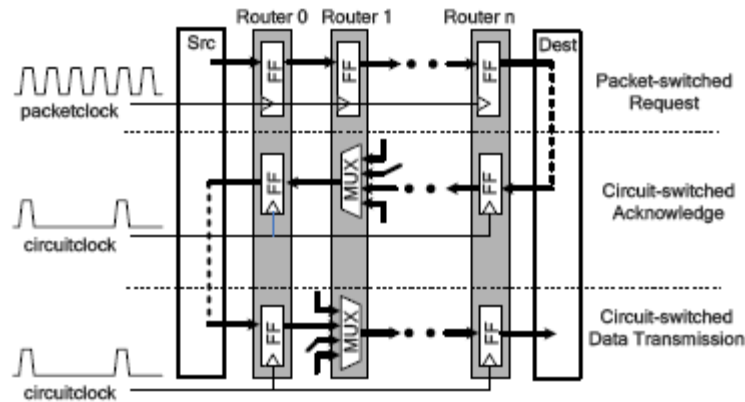 Router 0 Router 1 Router n
Src
Dest
FF
FF
FF
packetclock
Packet-switched
Request
FF
MUX
FF
circuitclock
Circuit-switched
Acknowledge
FF
MUX
FF
circuitclock
Circuit-switched
Data Transmission